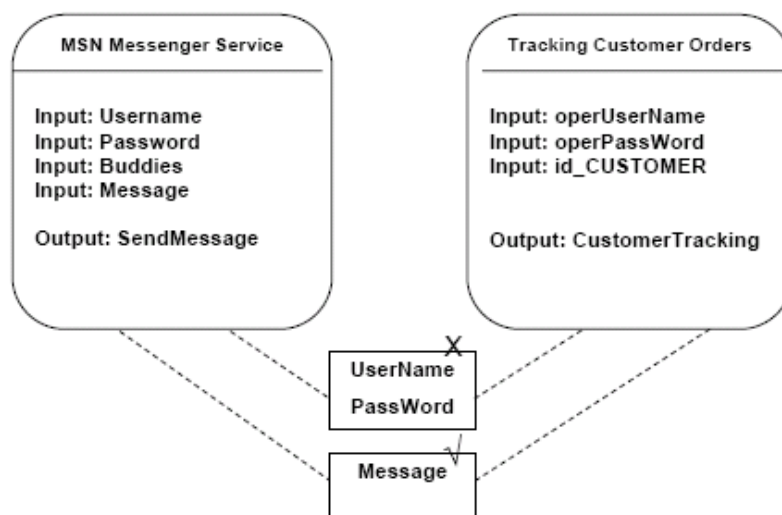 MSN Messenger Service
Input: Username
Input: Password
Input: Buddies
Input: Message
Output: SendMessage
Tracking Customer Orders
Input: operUserName
Input: operPassWord
Input: id_CUSTOMER
Output: CustomerTracking
X
UserName
PassWord
√
Message